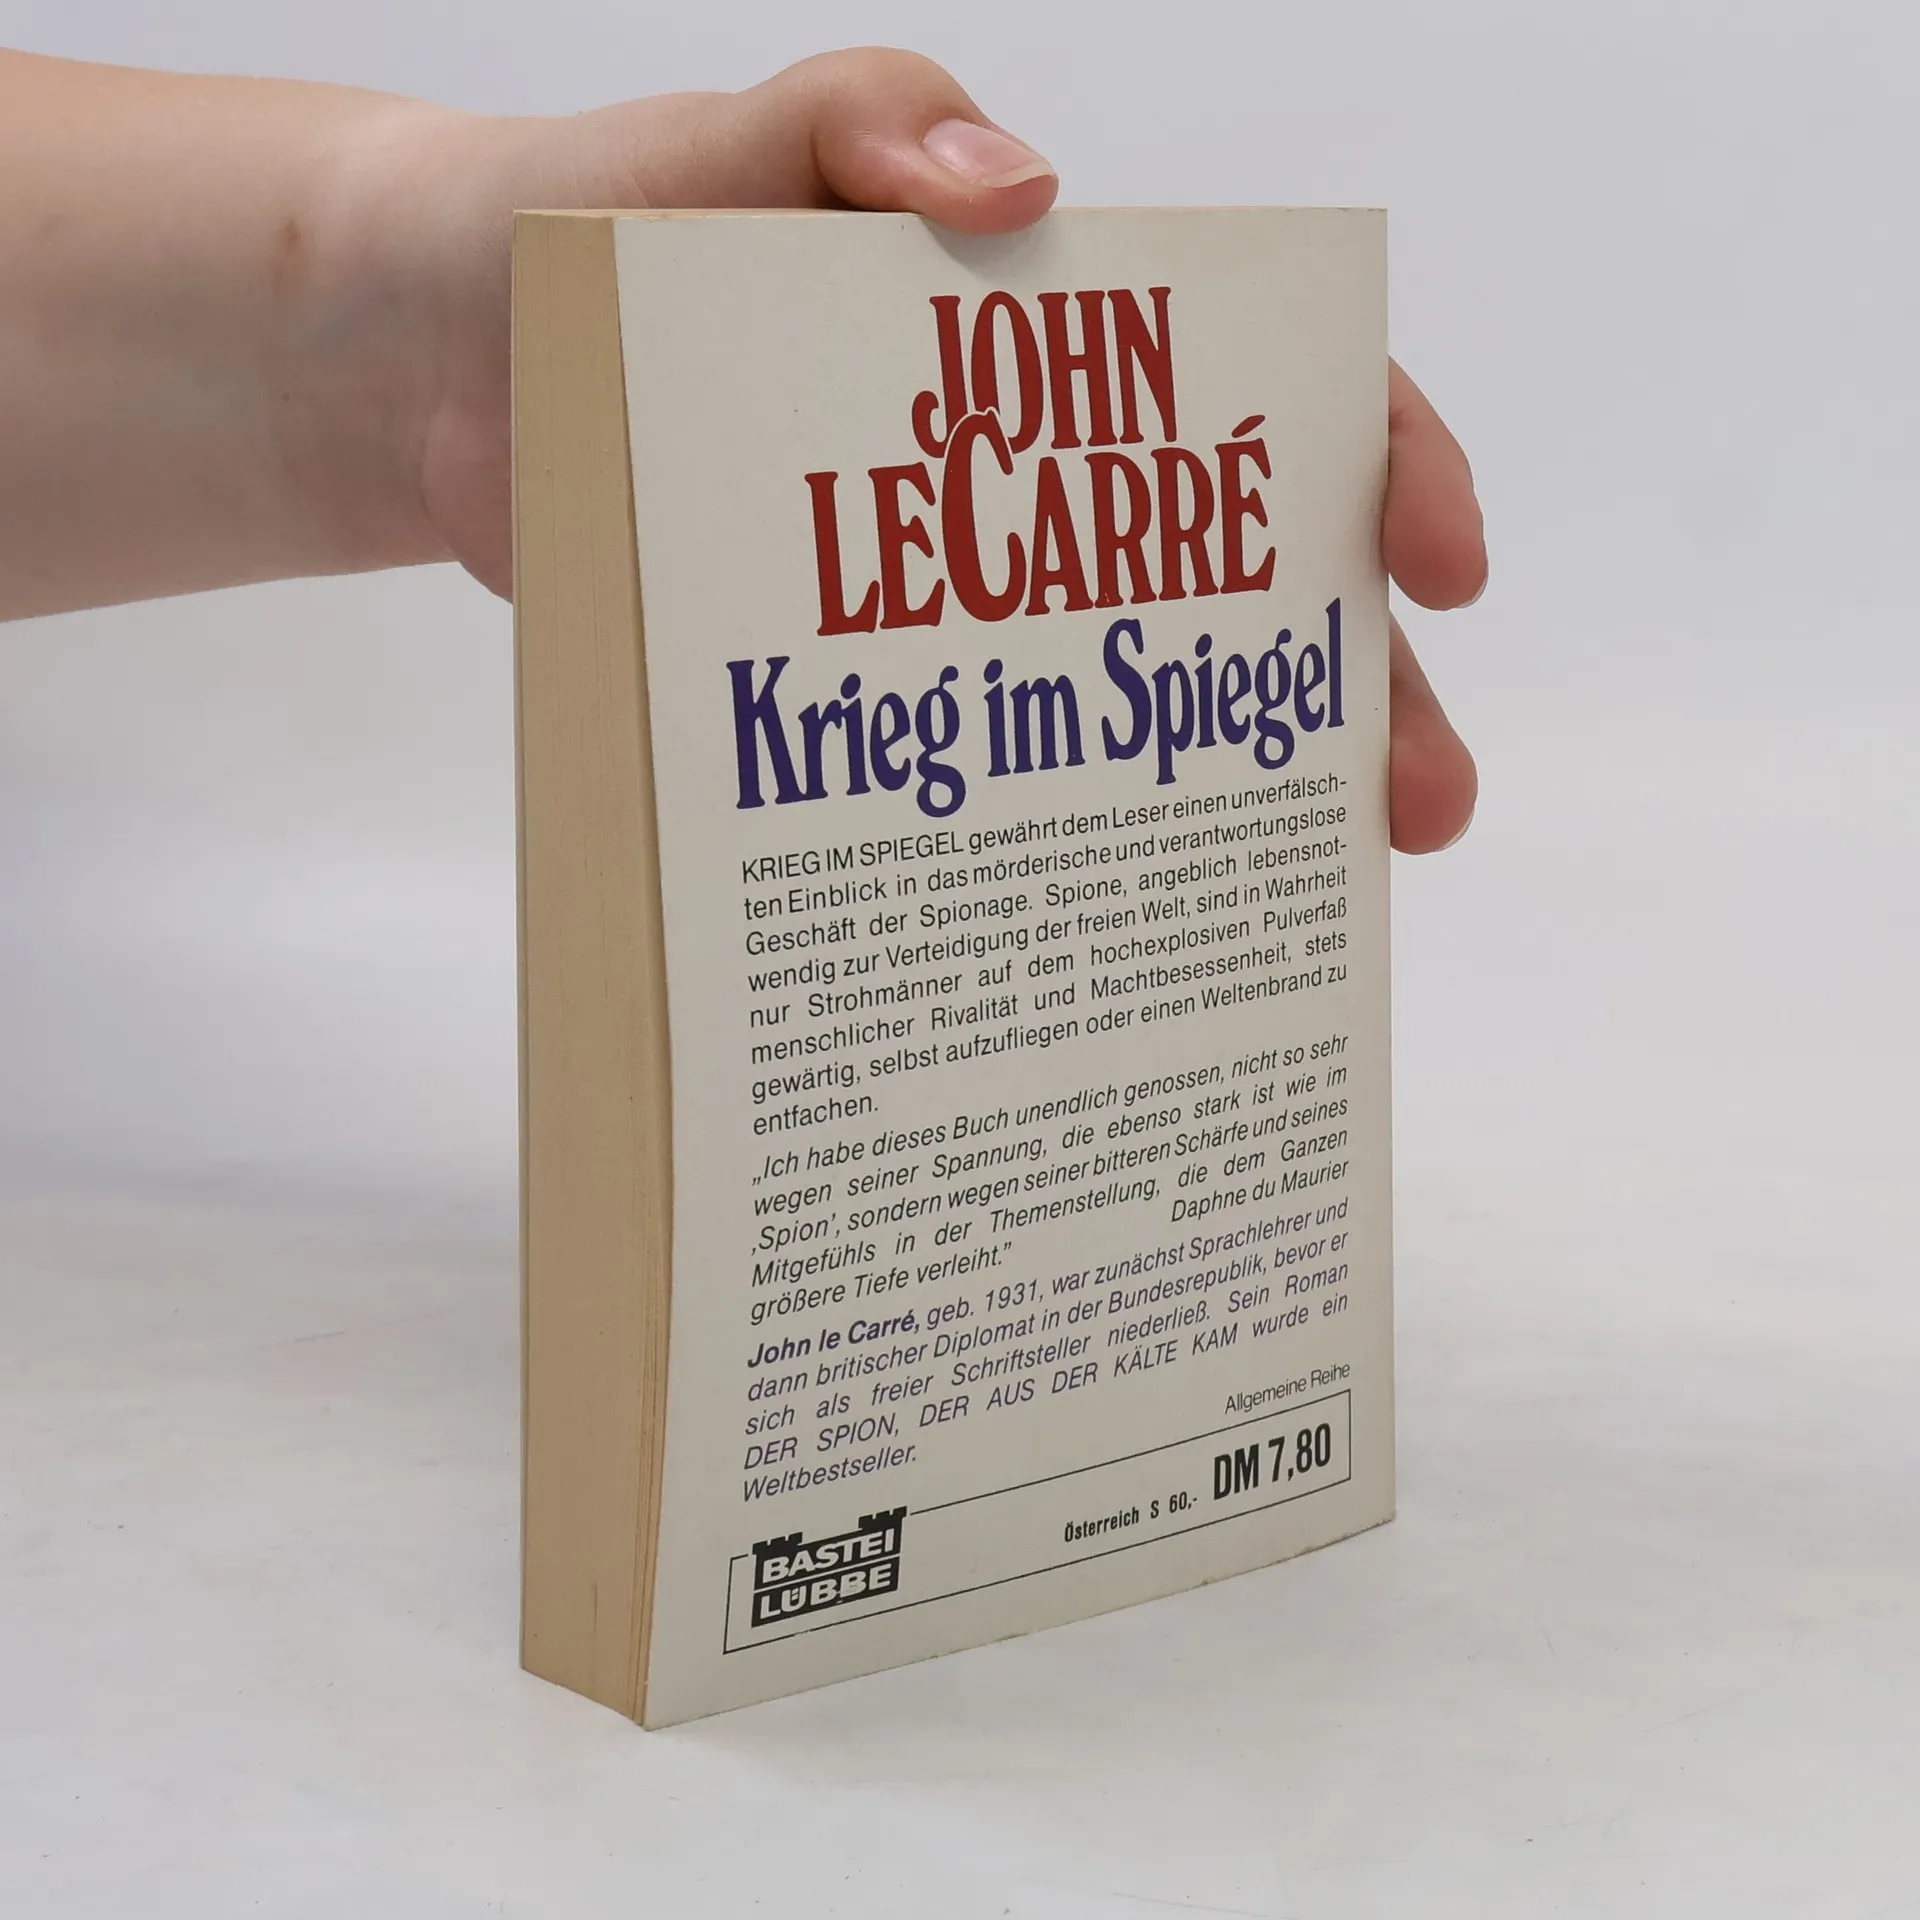 JOHN
LECARRÉ
Krieg im Spiegel
KRIEG IM SPIEGEL gewährt dem Leser einen unverfälsch-
ten Einblick in das mörderische und verantwortungslose
Geschäft der Spionage. Spione, angeblich lebensnot-
wendig zur Verteidigung der freien Welt, sind in Wahrheit
nur Strohmänner auf dem hochexplosiven Pulverfaß
menschlicher Rivalität und Machtbesessenheit, stets
gewärtig, selbst aufzufliegen oder einen Weltenbrand zu
entfachen.
„Ich habe dieses Buch unendlich genossen, nicht so sehr
wegen seiner Spannung, die ebenso stark ist wie im
‚Spion’, sondern wegen seiner bitteren Schärfe und seines
Mitgefühls in der Themenstellung, die dem Ganzen
größere Tiefe verleiht.”
Daphne du Maurier
John le Carré, geb. 1931, war zunächst Sprachlehrer und
dann britischer Diplomat in der Bundesrepublik, bevor er
sich als freier Schriftsteller niederließ. Sein Roman
DER SPION, DER AUS DER KÄLTE KAM wurde ein
Weltbestseller.
Allgemeine Reihe
Österreich S 60,- DM 7,80
BASTEI
LÜBBE